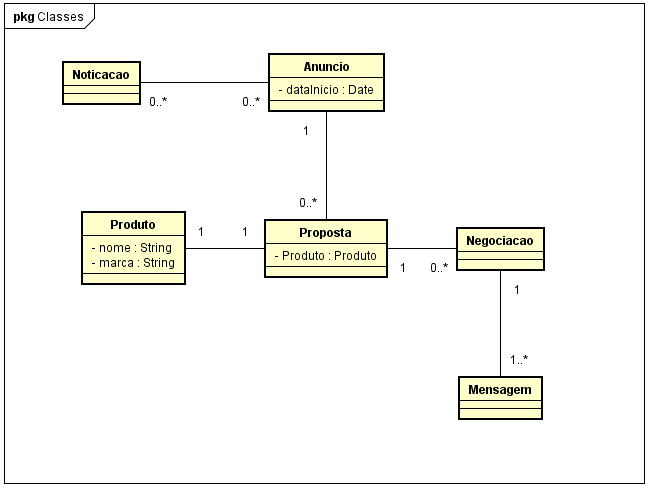 pkg Classes
Noticacao
Anuncio
- dataInicio : Date
0..*
0..*
1
0..*
Produto
- nome : String
- marca : String
1
1
Proposta
- Produto : Produto
Negociacao
1
0..*
1
1..*
Mensagem